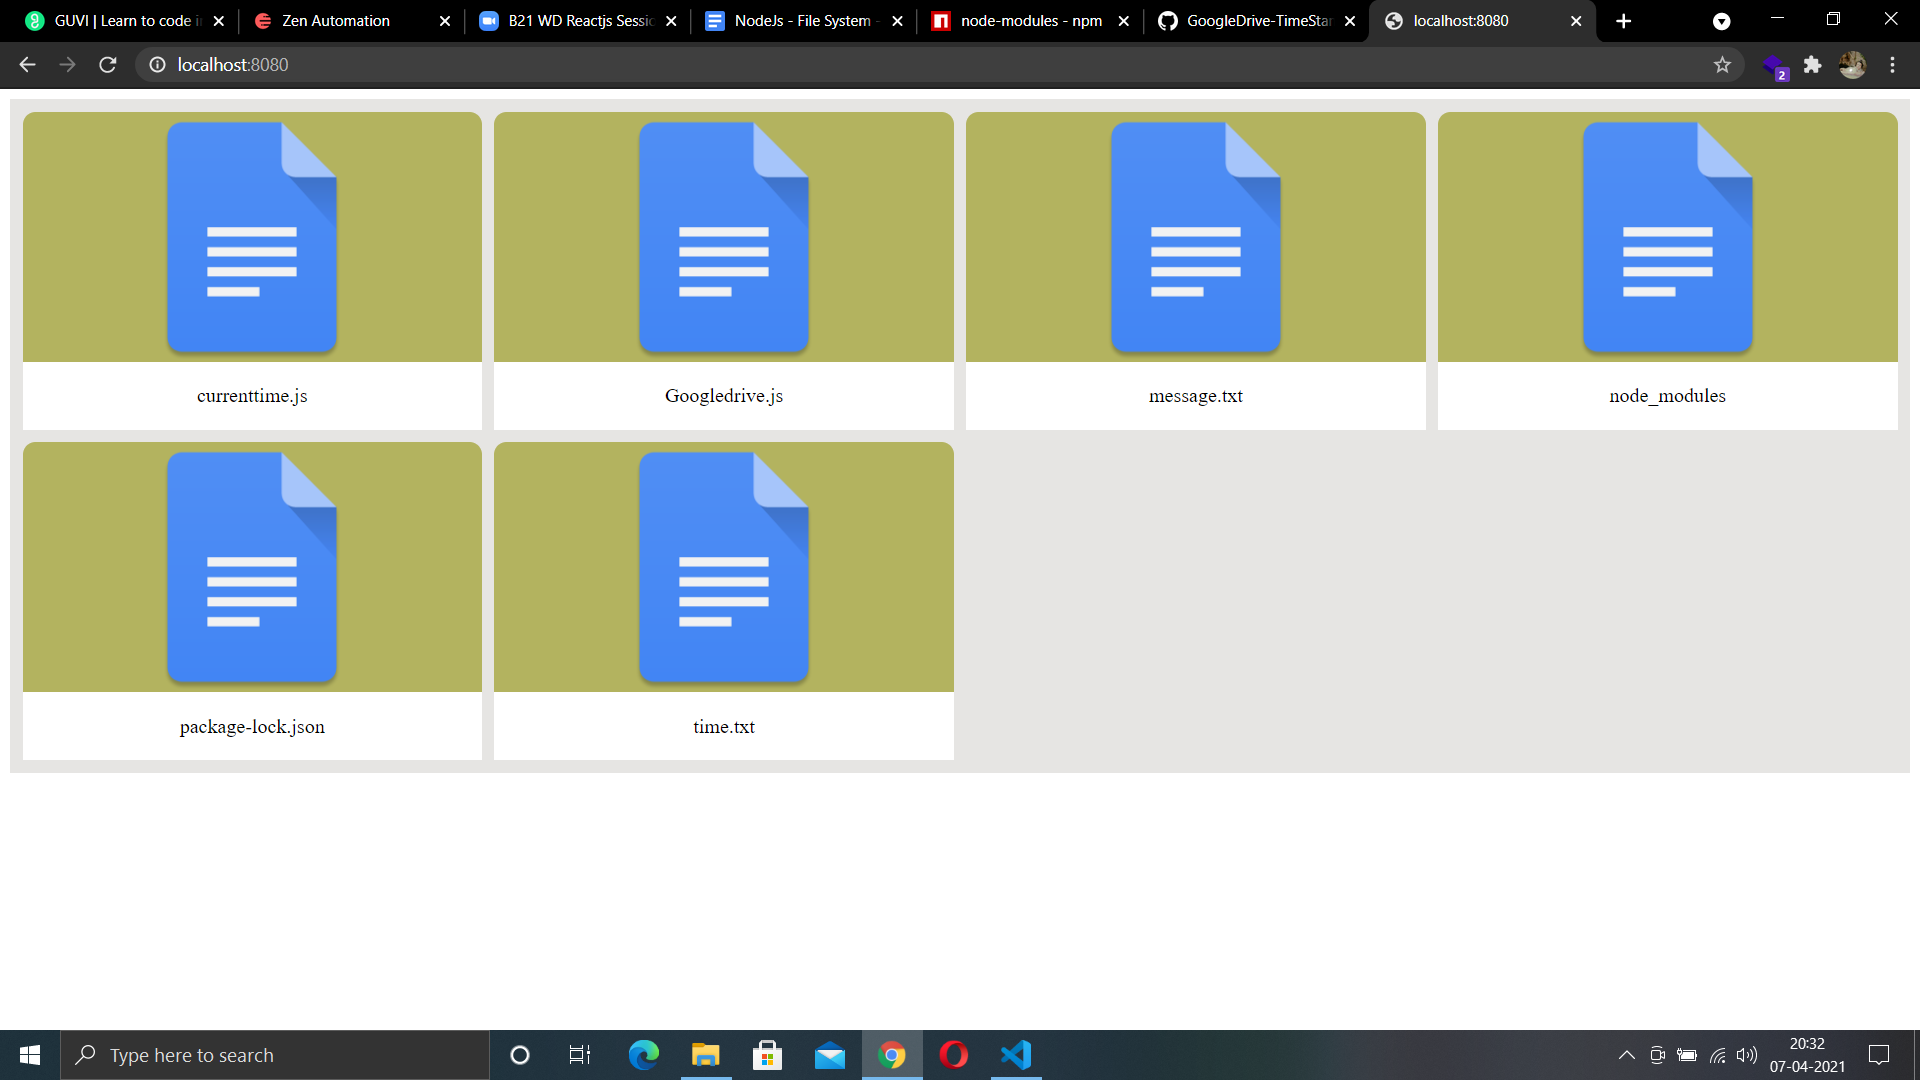 GUVI | Learn to code i
Zen Automation
B21 WD Reactjs Sessi
NodeJs - File System -
node-modules - npm
GoogleDrive-TimeStar
localhost:8080
localhost:8080
2
currenttime.js
Googledrive.js
message.txt
node_modules
package-lock.json
time.txt
Type here to search
20:32
07-04-2021